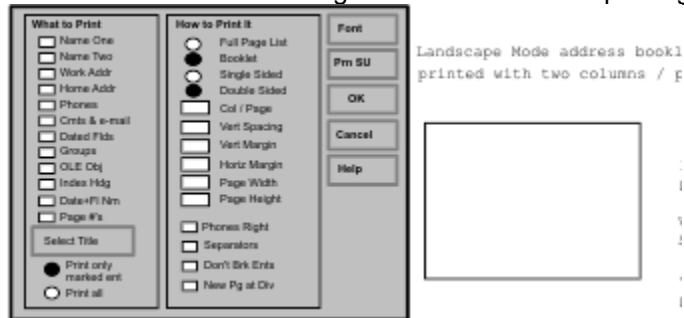 What to Print
Name One
Name Two
Work Addr
Home Addr
Phones
Cmts & e-mail
Dated Flds
Groups
OLE Obj
Index Hdg
Date+Fl Nm
Page #'s
Select Title
Print only
marked ent
Print all
How to Print It
Full Page List
Booklet
Single Sided
Double Sided
Col / Page
Vert Spacing
Vert Margin
Horiz Margin
Page Width
Page Height
Phones Right
Separators
Don't Brk Ents
New Pg at Div
Font
Prn SU
OK
Cancel
Help
Landscape Mode address bookl
printed with two columns / p